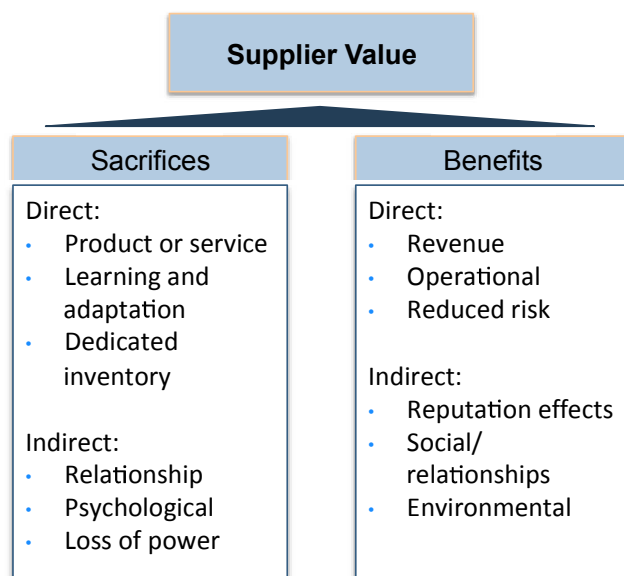 Supplier Value
Sacrifices
Direct:
• Product or service
• Learning and
adaptation
• Dedicated
inventory
Indirect:
• Relationship
• Psychological
• Loss of power
Benefits
Direct:
• Revenue
• Operational
• Reduced risk
Indirect:
• Reputation effects
• Social/
relationships
• Environmental